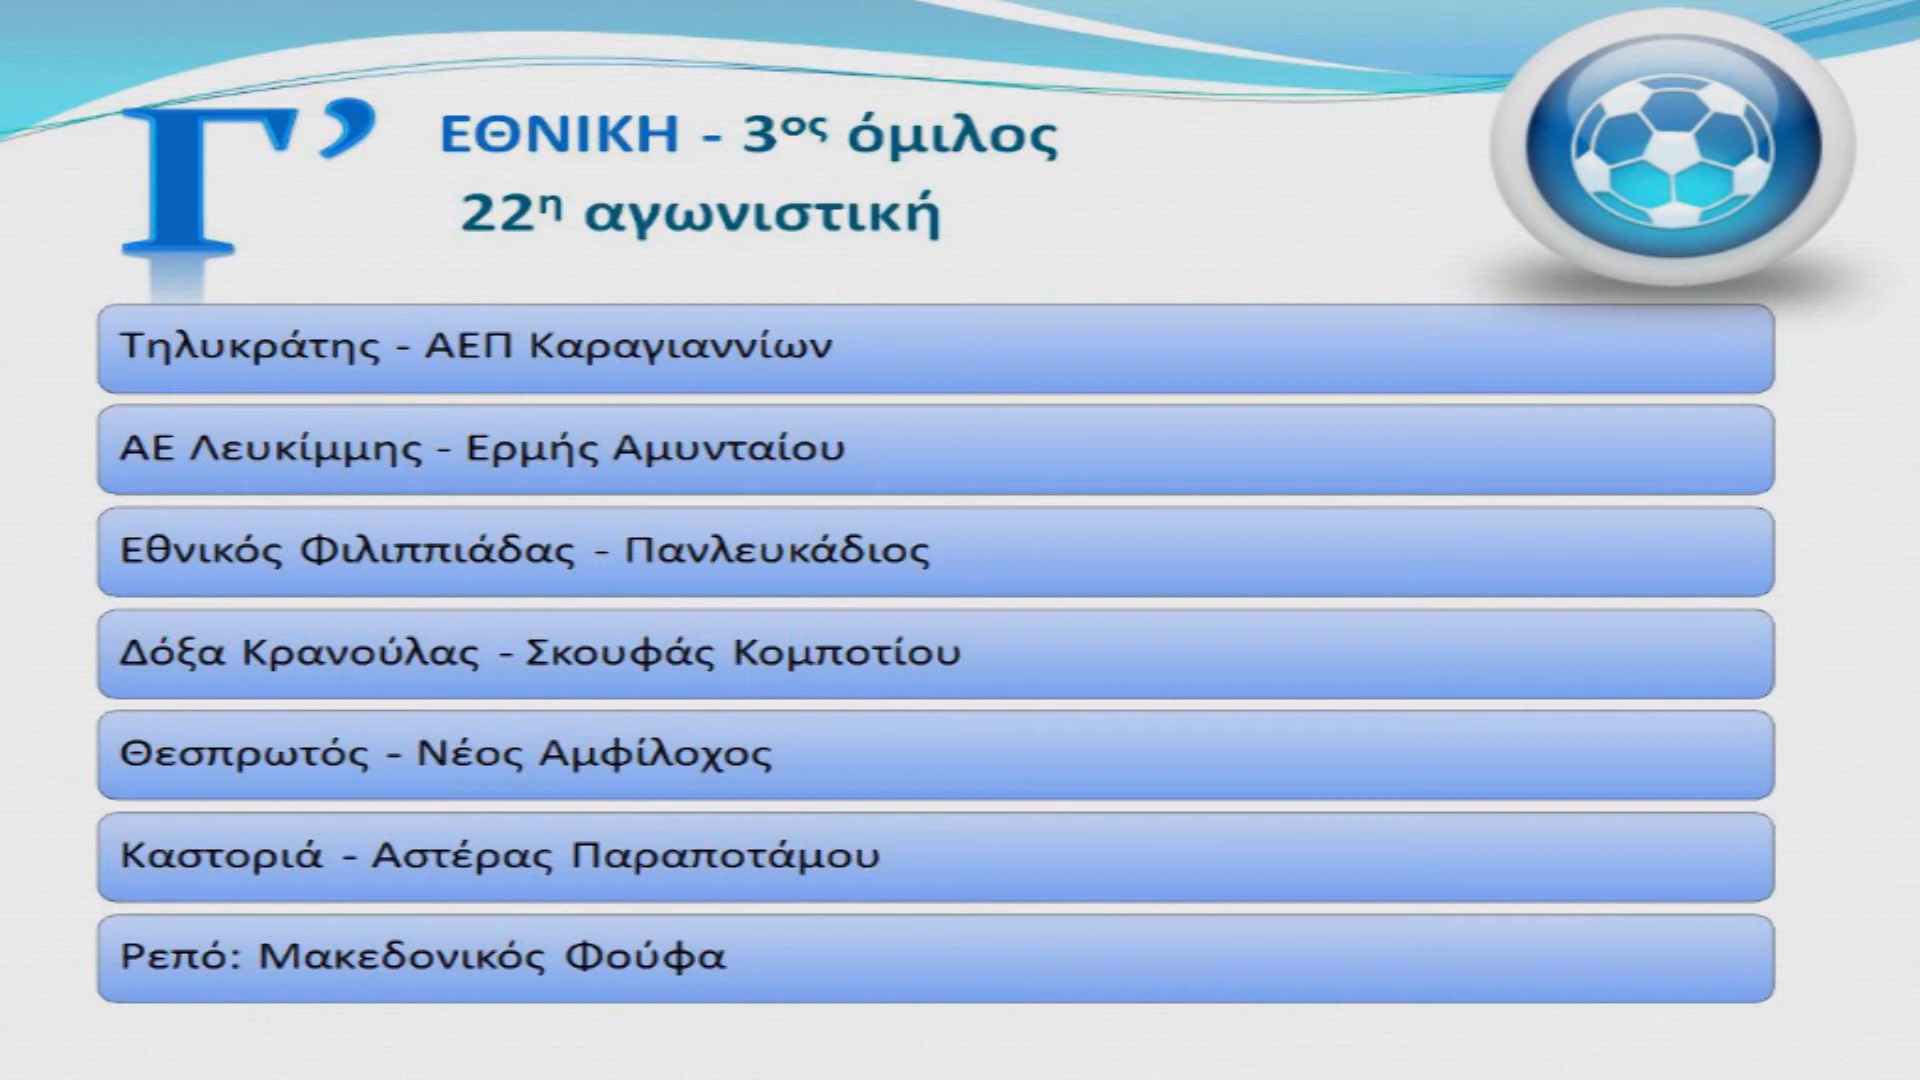 Γ’ ΕΘΝΙΚΗ - 3ος όμιλος
22η αγωνιστική
Τηλυκράτης - ΑΕΠ Καραγιαννίων
ΑΕ Λευκίμμης - Ερμής Αμυνταίου
Εθνικός Φιλιππιάδας - Πανλευκάδιος
Δόξα Κρανούλας - Σκουφάς Κομποτίου
Θεσπρωτός - Νέος Αμφίλοχος
Καστοριά - Αστέρας Παραποτάμου
Ρεπό: Μακεδονικός Φούφα